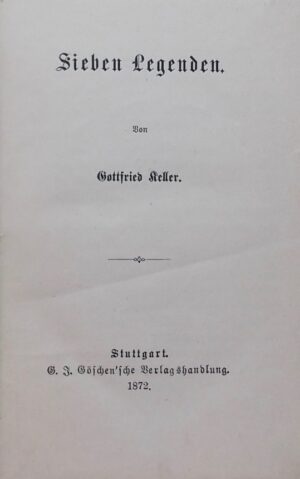 Sieben Legenden.
Von
Gottfried Keller.
Stuttgart.
G. J. Göschen'sche Verlagshandlung.
1872.